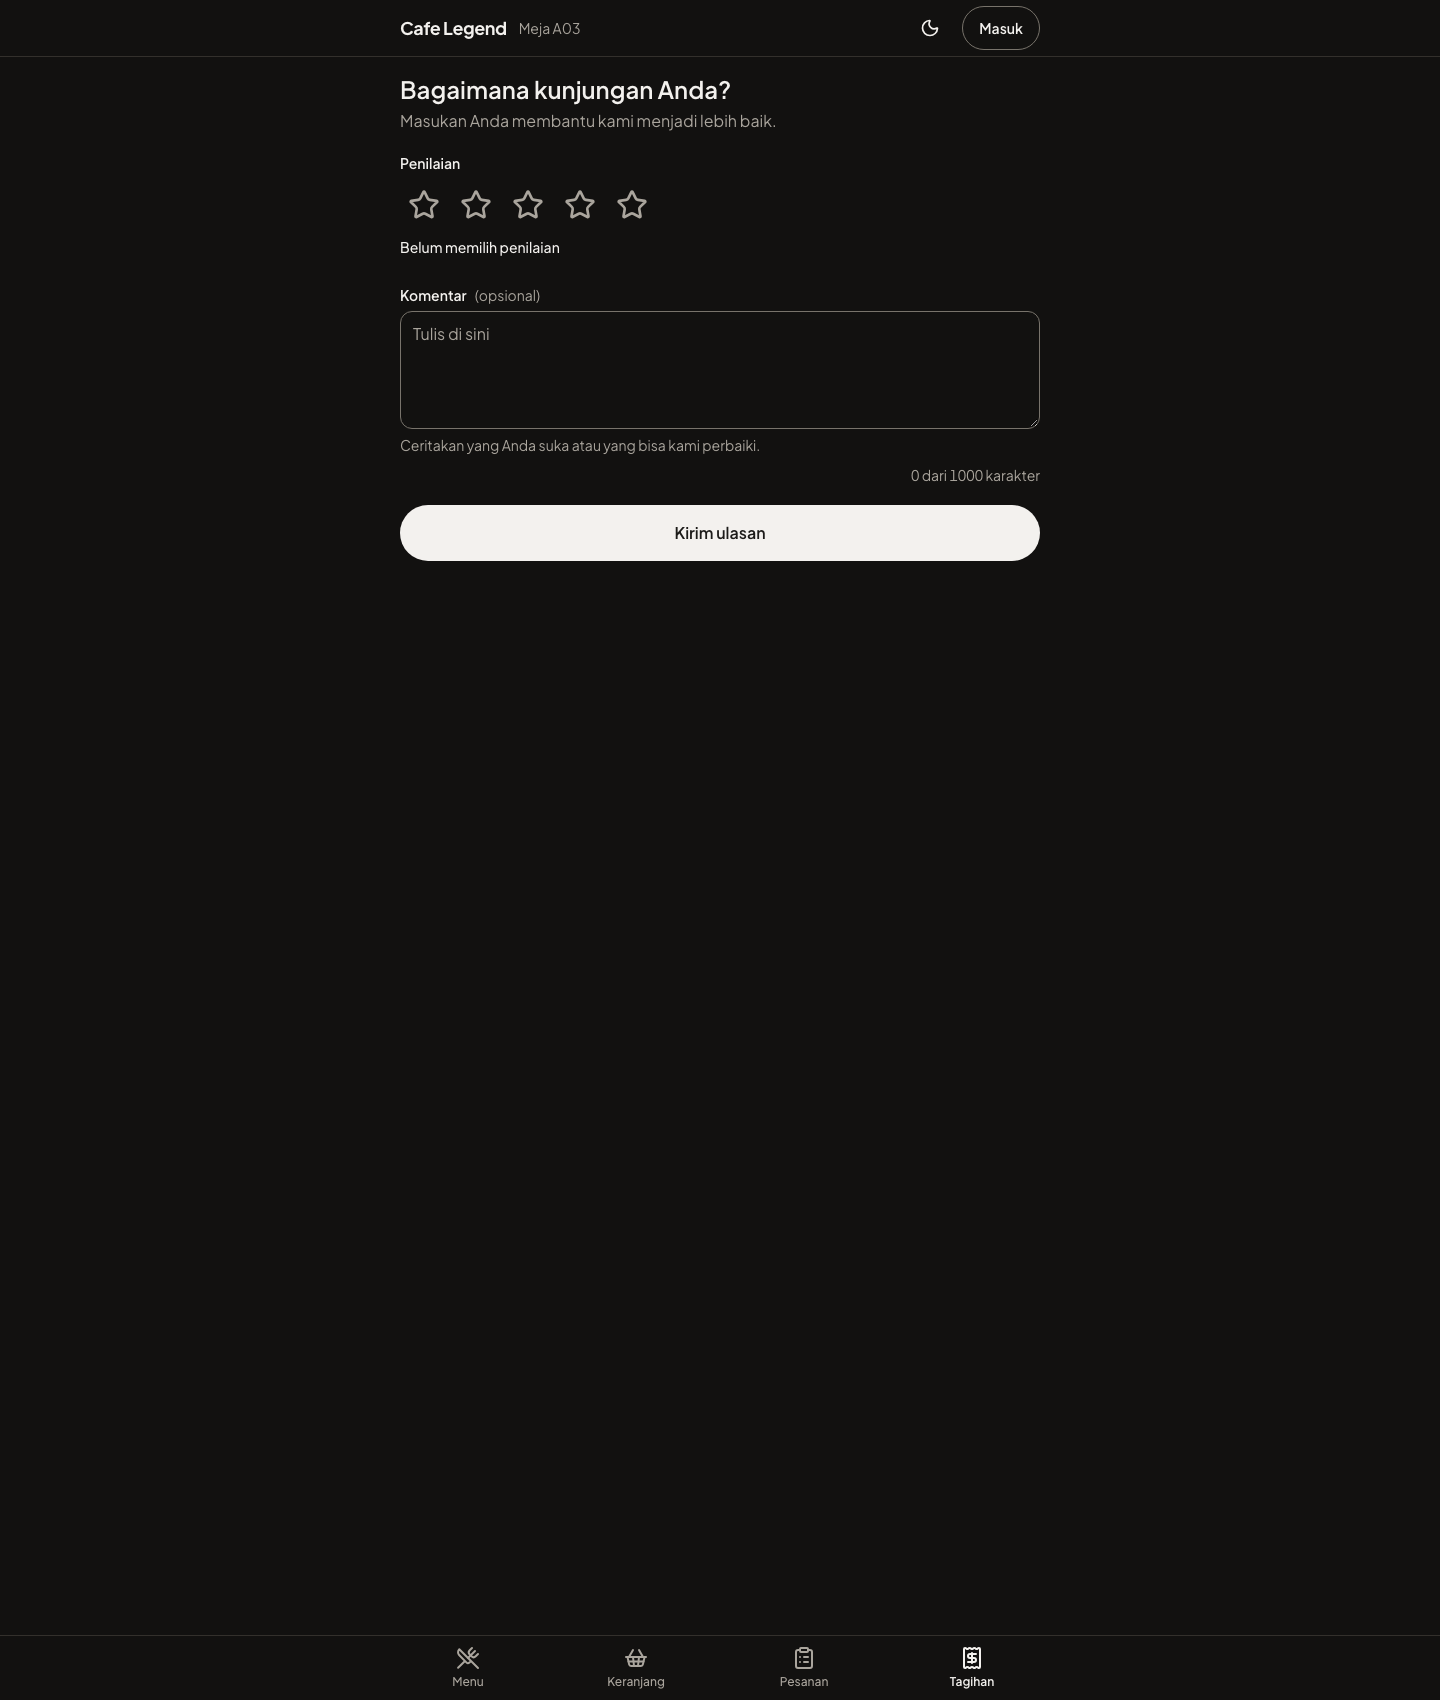 Cafe Legend Meja A03 Masuk
Bagaimana kunjungan Anda?
Masukan Anda membantu kami menjadi lebih baik.
Penilaian
Belum memilih penilaian
Komentar (opsional)
Tulis di sini
Ceritakan yang Anda suka atau yang bisa kami perbaiki.
0 dari 1000 karakter
Kirim ulasan
Menu Keranjang Pesanan Tagihan